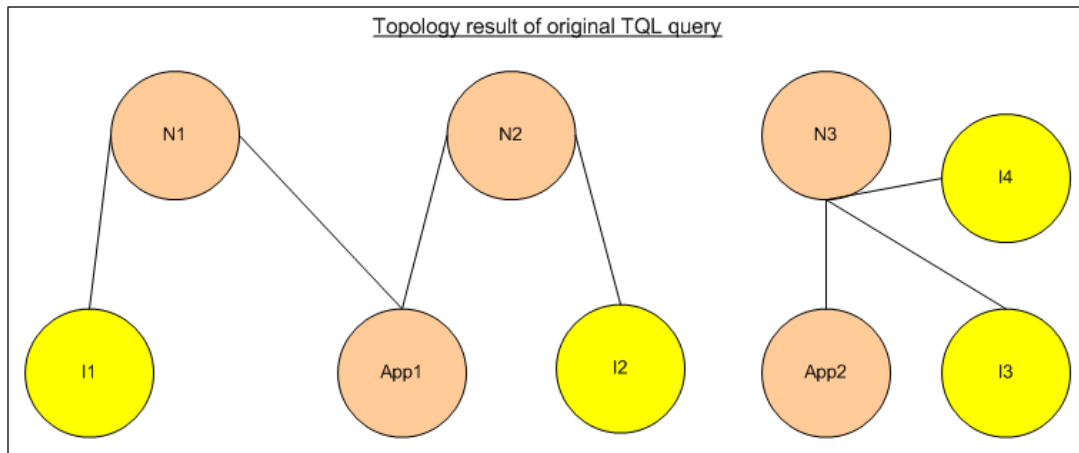 Topology result of original TQL query
N1
N2
N3
I4
I1
App1
I2
App2
I3